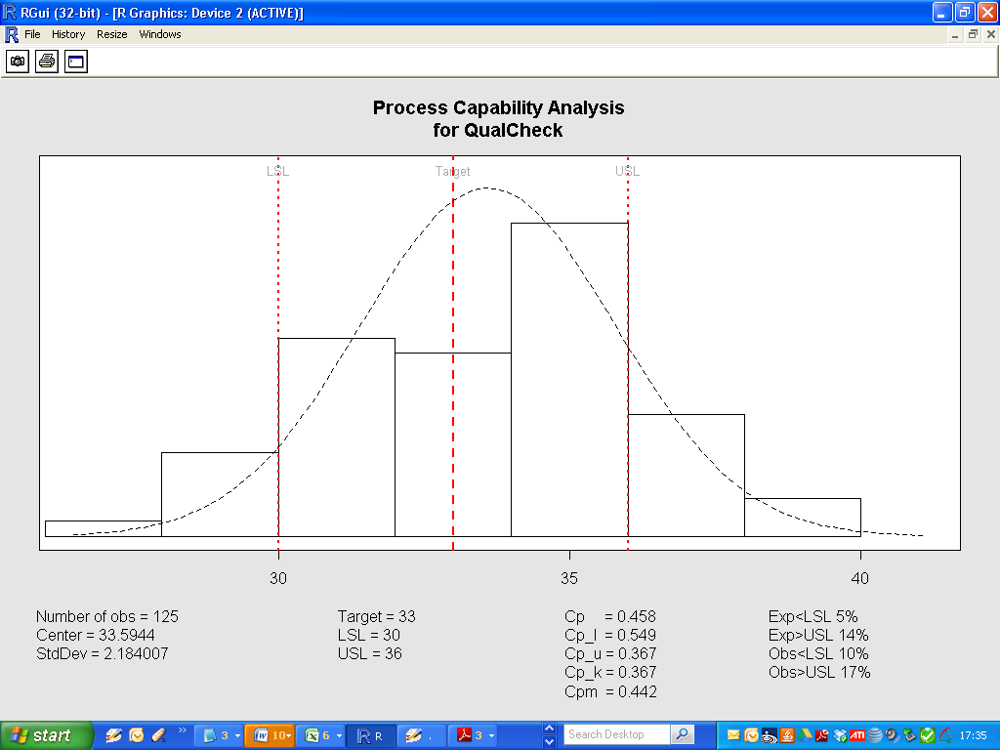 RGui (32-bit) - [R Graphics: Device 2 (ACTIVE)]
File History Resize Windows
Process Capability Analysis
for QualCheck
LSL Target USL
30 35 40
Number of obs = 125
Center = 33.5944
StdDev = 2.184007
Target = 33
LSL = 30
USL = 36
Cp = 0.458
Cp_l = 0.549
Cp_u = 0.367
Cp_k = 0.367
Cpm = 0.442
Exp<LSL 5%
Exp>USL 14%
Obs<LSL 10%
Obs>USL 17%
start 3 10 6 R 3 Search Desktop 17:35